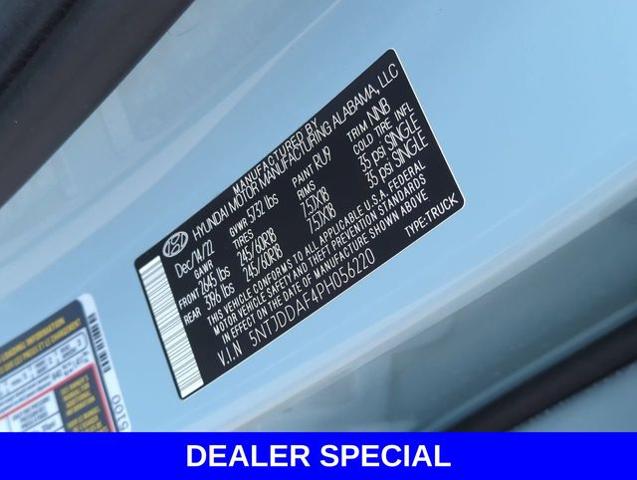 MANUFACTURED BY
HYUNDAI MOTOR MANUFACTURING ALABAMA, LLC
Dec/14/22 GVWR 5732 lbs PAINT RU9 TRIM NNB
GAWR TIRES RIMS COLD TIRE INFL
FRONT 2645 lbs 245/60R18 7.5JX18 35 PSI SINGLE
REAR 3196 lbs 245/60R18 7.5JX18 35 PSI SINGLE
THIS VEHICLE CONFORMS TO ALL APPLICABLE U.S.A. FEDERAL
MOTOR VEHICLE SAFETY AND THEFT PREVENTION STANDARDS
IN EFFECT ON THE DATE OF MANUFACTURE SHOWN ABOVE
V.I.N 5NTJDDAF4PH056220 TYPE:TRUCK
5100
DEALER SPECIAL